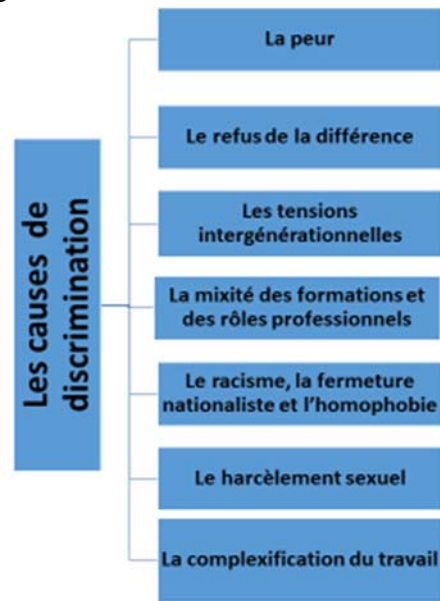 Les causes de
discrimination
La peur
Le refus de la différence
Les tensions
intergénérationnelles
La mixité des formations et
des rôles professionnels
Le racisme, la fermeture
nationaliste et l'homophobie
Le harcèlement sexuel
La complexification du travail